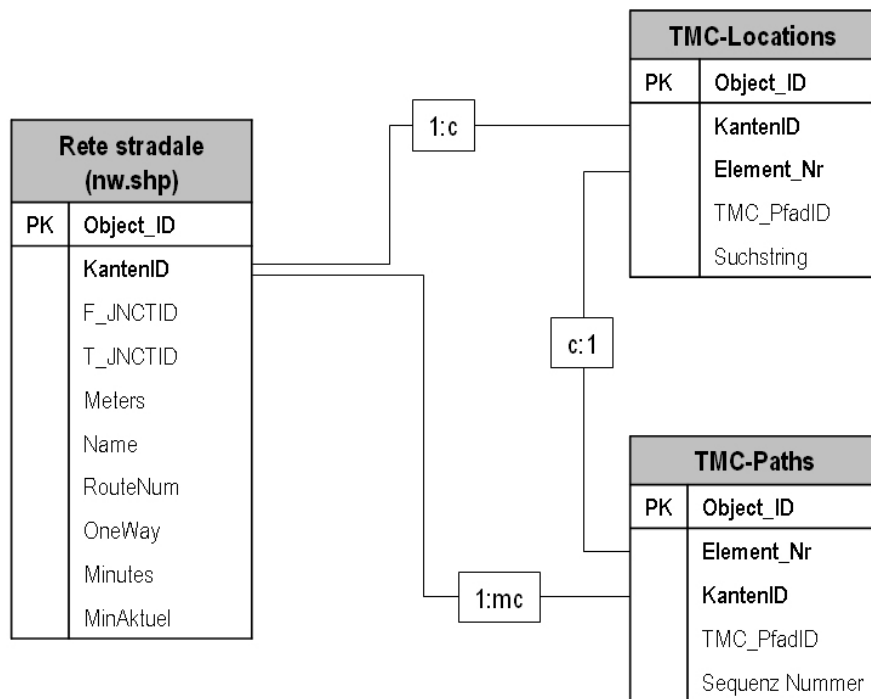 Rete stradale
(nw.shp)
PK Object_ID
KantenID
F_JNCTID
T_JNCTID
Meters
Name
RouteNum
OneWay
Minutes
MinAktuel
1:c
c:1
1:mc
TMC-Locations
PK Object_ID
KantenID
Element_Nr
TMC_PfadID
Suchstring
TMC-Paths
PK Object_ID
Element_Nr
KantenID
TMC_PfadID
Sequenz Nummer